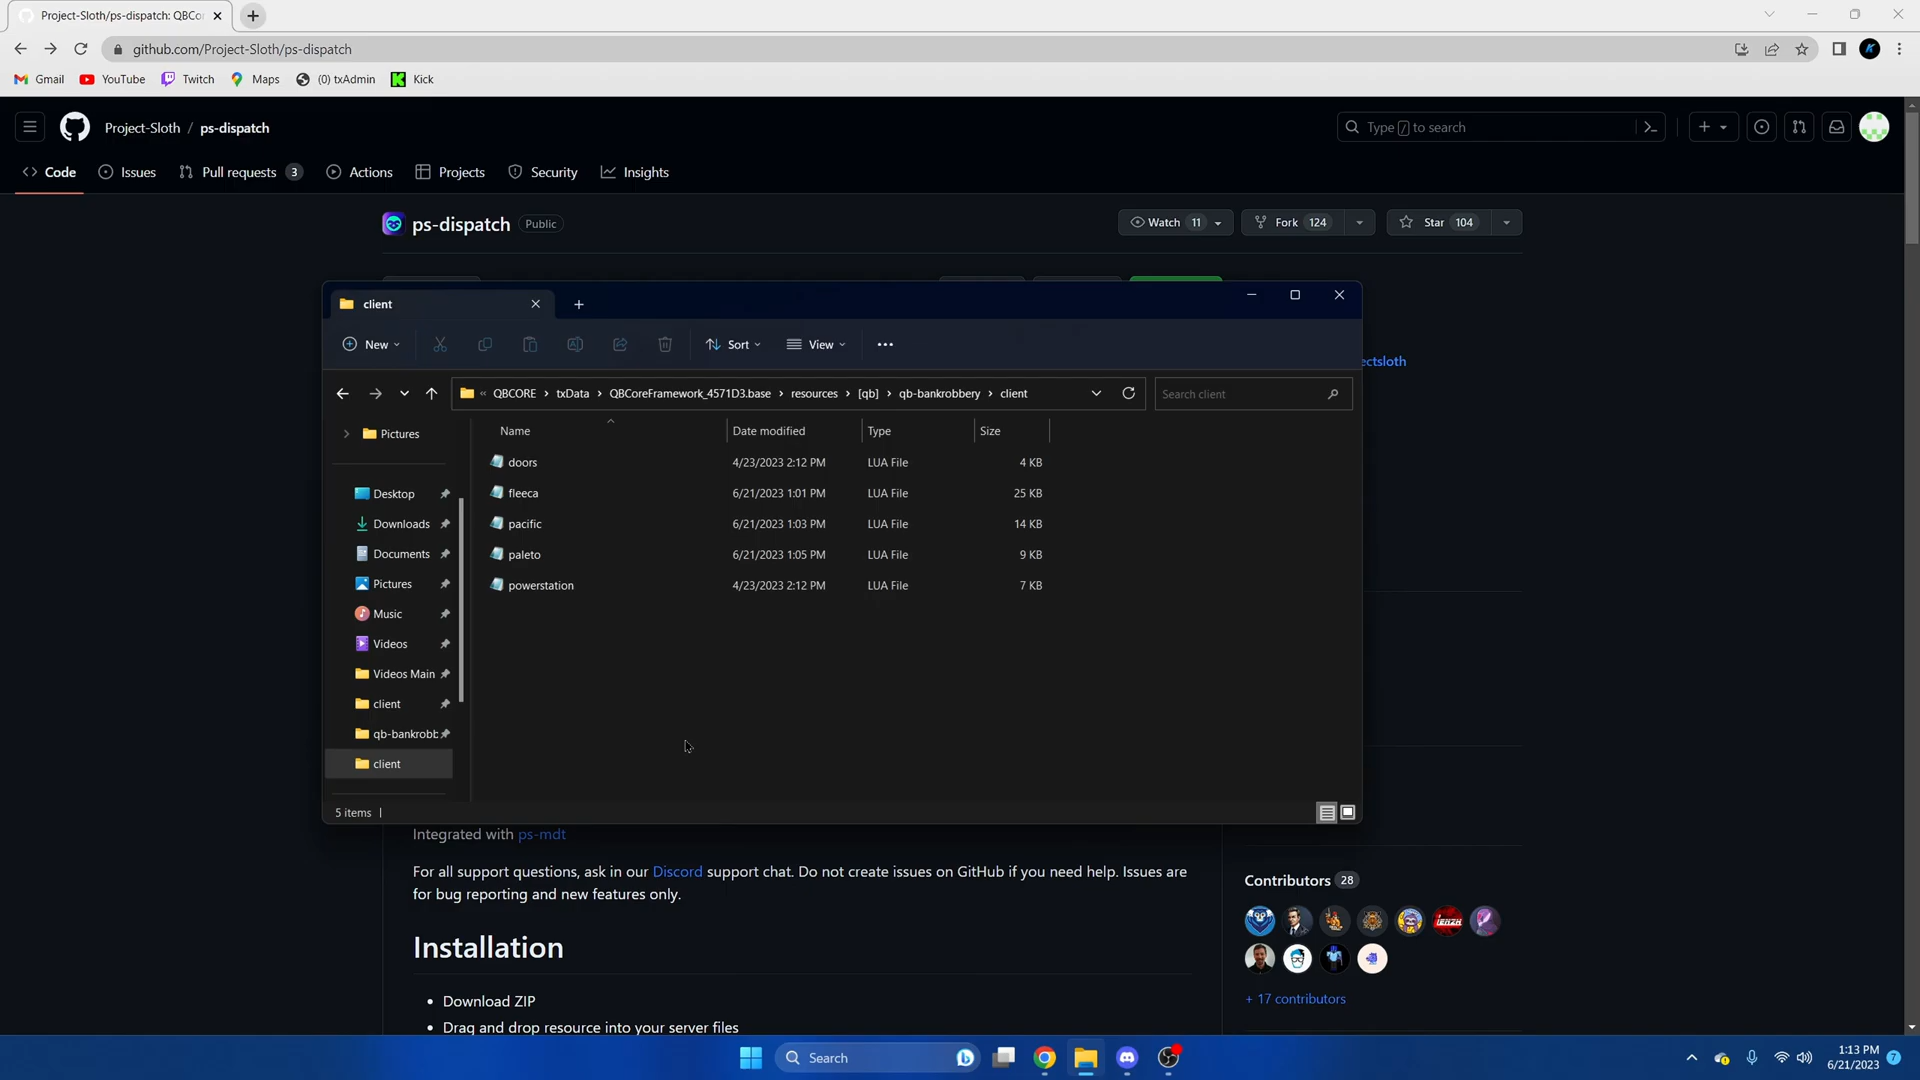 Project-Sloth/ps-dispatch: QBCor
github.com/Project-Sloth/ps-dispatch
Gmail YouTube Twitch Maps (0) txAdmin Kick
Project-Sloth / ps-dispatch
Type / to search
Code Issues Pull requests 3 Actions Projects Security Insights
ps-dispatch Public
Watch 11 Fork 124 Star 104
client
New Sort View
ectsloth
« QBCORE > txData > QBCoreFramework_4571D3.base > resources > [qb] > qb-bankrobbery > client
Search client
Pictures
Name Date modified Type Size
doors 4/23/2023 2:12 PM LUA File 4 KB
fleeca 6/21/2023 1:01 PM LUA File 25 KB
pacific 6/21/2023 1:03 PM LUA File 14 KB
paleto 6/21/2023 1:05 PM LUA File 9 KB
powerstation 4/23/2023 2:12 PM LUA File 7 KB
Desktop
Downloads
Documents
Pictures
Music
Videos
Videos Main
client
qb-bankrobb
client
5 items
Integrated with ps-mdt
For all support questions, ask in our Discord support chat. Do not create issues on GitHub if you need help. Issues are
for bug reporting and new features only.
Contributors 28
Installation
+ 17 contributors
Download ZIP
Drag and drop resource into your server files
Search
1:13 PM
6/21/2023
7